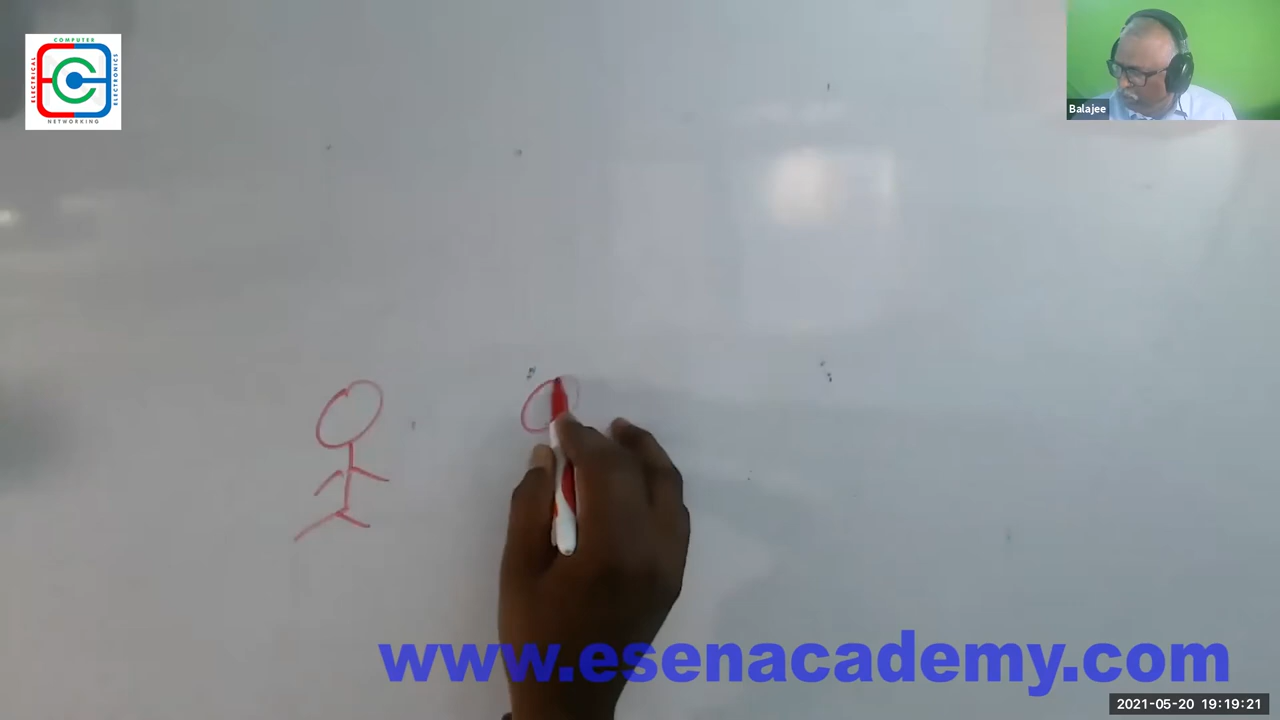 COMPUTER
ELECTRICAL
ELECTRONICS
NETWORKING
Balajee
www.esenacademy.com
2021-05-20 19:19:21